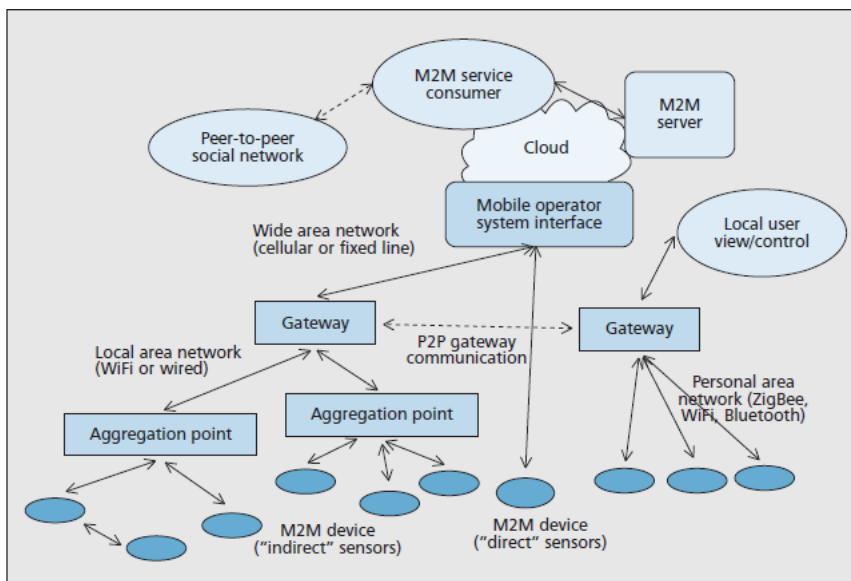 M2M service
consumer
M2M
server
Peer-to-peer
social network
Cloud
Mobile operator
system interface
Wide area network
(cellular or fixed line)
Local user
view/control
Gateway
Gateway
P2P gateway
communication
Local area network
(WiFi or wired)
Personal area
network (ZigBee,
WiFi, Bluetooth)
Aggregation point
Aggregation point
M2M device
("indirect" sensors)
M2M device
("direct" sensors)